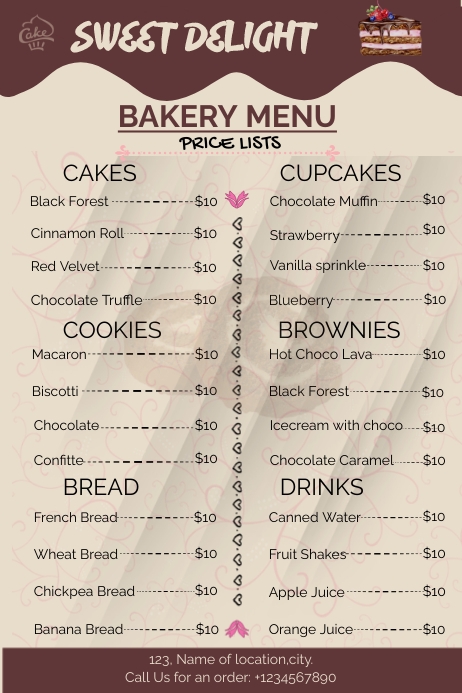 Cake
SWEET DELIGHT
BAKERY MENU
PRICE LISTS
CAKES
Black Forest $10
Cinnamon Roll $10
Red Velvet $10
Chocolate Truffle $10
COOKIES
Macaron $10
Biscotti $10
Chocolate $10
Confitte $10
BREAD
French Bread $10
Wheat Bread $10
Chickpea Bread $10
Banana Bread $10
CUPCAKES
Chocolate Muffin $10
Strawberry $10
Vanilla sprinkle $10
Blueberry $10
BROWNIES
Hot Choco Lava $10
Black Forest $10
Icecream with choco $10
Chocolate Caramel $10
DRINKS
Canned Water $10
Fruit Shakes $10
Apple Juice $10
Orange Juice $10
123, Name of location,city.
Call Us for an order: +1234567890